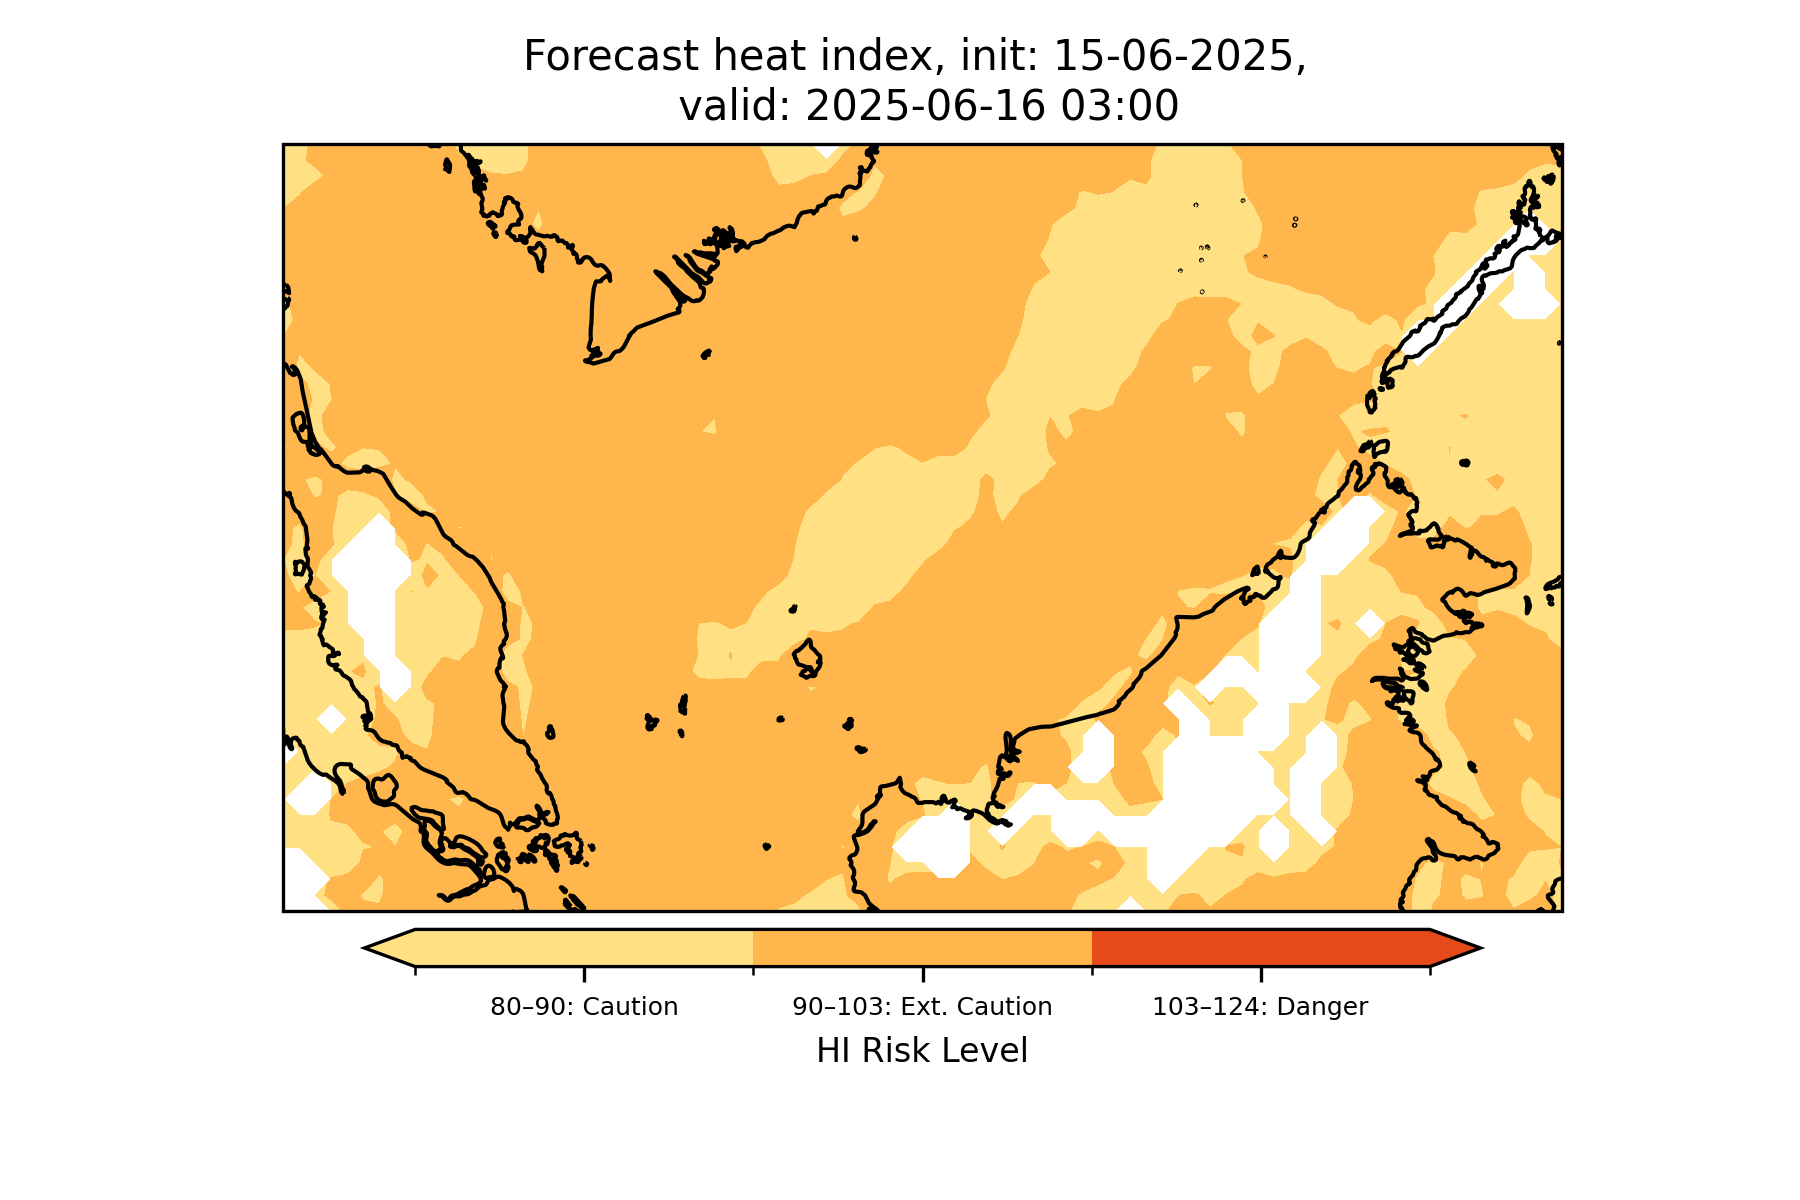 Forecast heat index, init: 15-06-2025,
valid: 2025-06-16 03:00
80–90: Caution
90–103: Ext. Caution
103–124: Danger
HI Risk Level